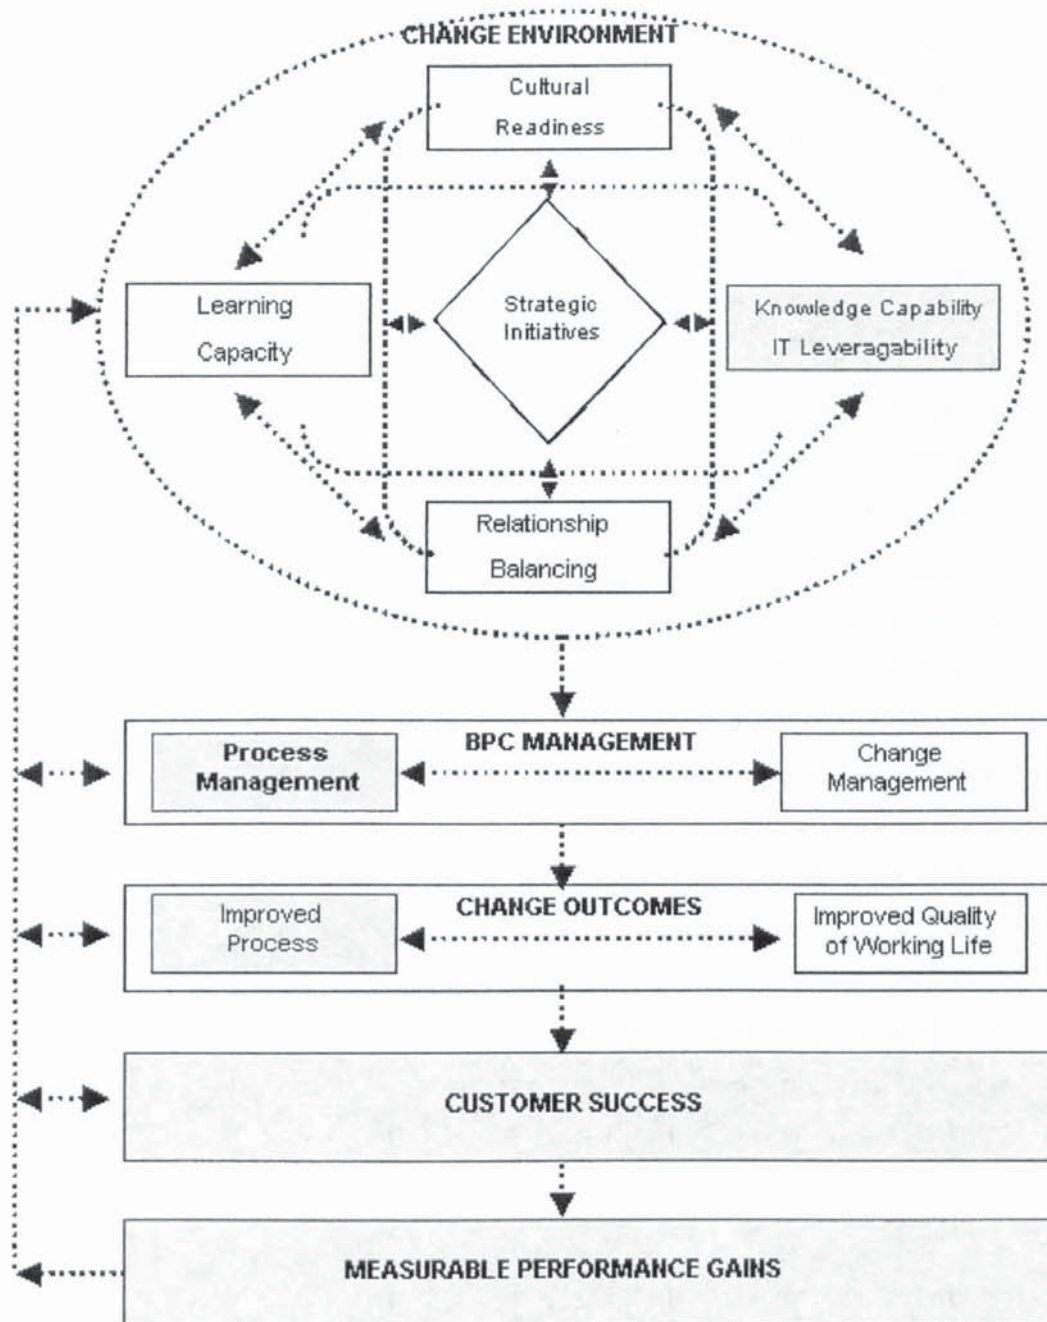 CHANGE ENVIRONMENT
Cultural
Readiness
Learning
Capacity
Strategic
Initiatives
Knowledge Capability
IT Leveragability
Relationship
Balancing
Process
Management
BPC MANAGEMENT
Change
Management
Improved
Process
CHANGE OUTCOMES
Improved Quality
of Working Life
CUSTOMER SUCCESS
MEASURABLE PERFORMANCE GAINS